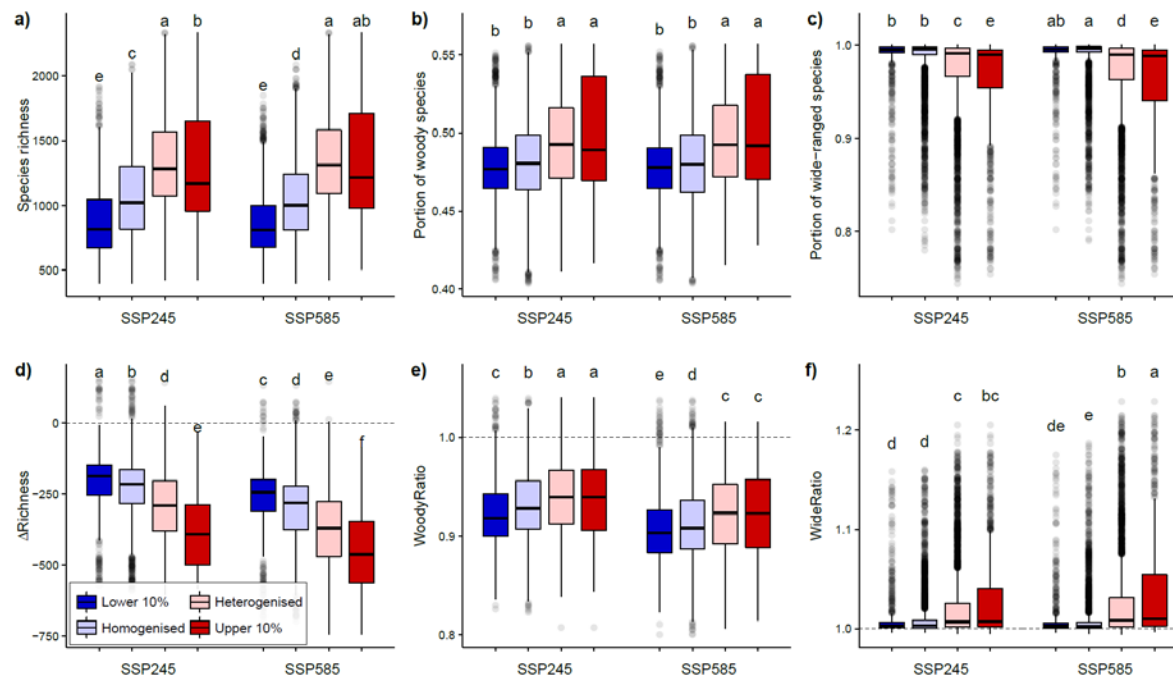 a)
Species richness
2000
1500
1000
500
e
c
a
b
e
d
a
ab
SSP245
SSP585
b)
Portion of woody species
0.55
0.50
0.45
0.40
b
b
a
a
b
b
a
a
SSP245
SSP585
c)
Portion of wide-ranged species
1.0
0.9
0.8
b
b
c
e
ab
a
d
e
SSP245
SSP585
d)
ΔRichness
0
−250
−500
−750
a
b
d
e
c
d
e
f
Lower 10%
Heterogenised
Homogenised
Upper 10%
SSP245
SSP585
e)
WoodyRatio
1.0
0.9
0.8
c
b
a
a
e
d
c
c
SSP245
SSP585
f)
WideRatio
1.2
1.1
1.0
d
d
c
bc
de
e
b
a
SSP245
SSP585